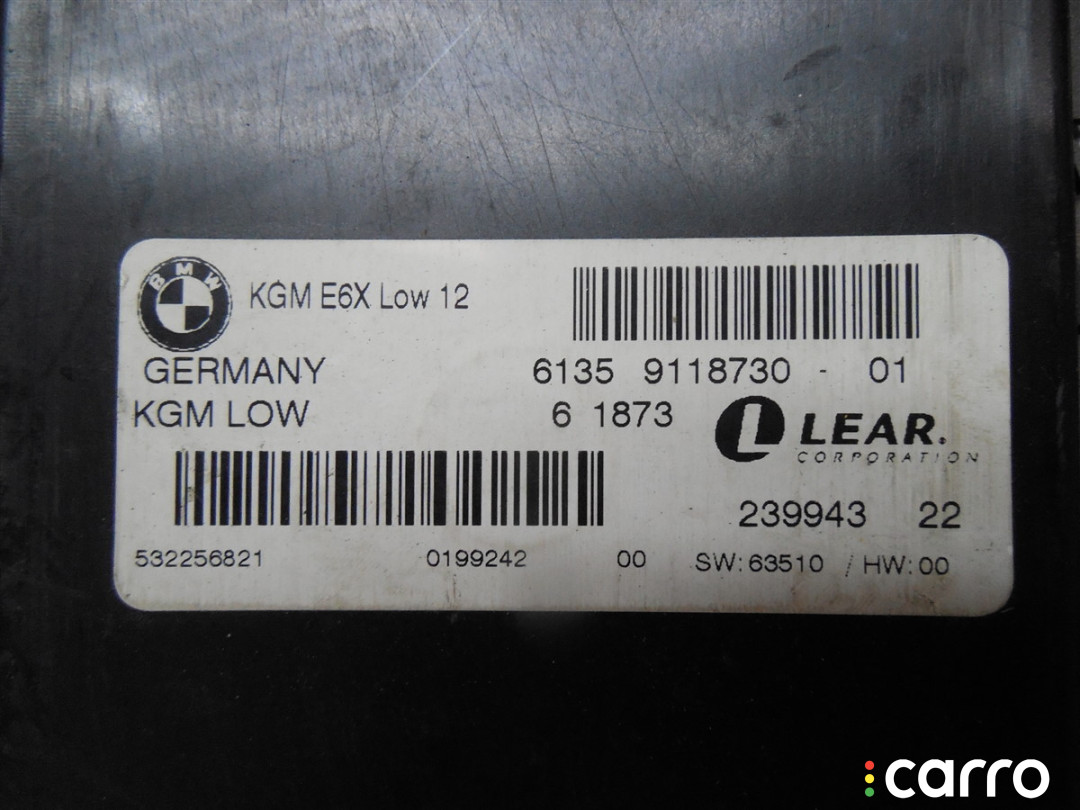 BMW
KGM E6X Low 12
GERMANY 6135 9118730 - 01
KGM LOW 6 1873
LEAR.
CORPORATION
239943 22
532256821 0199242 00 SW:63510 / HW:00
carro